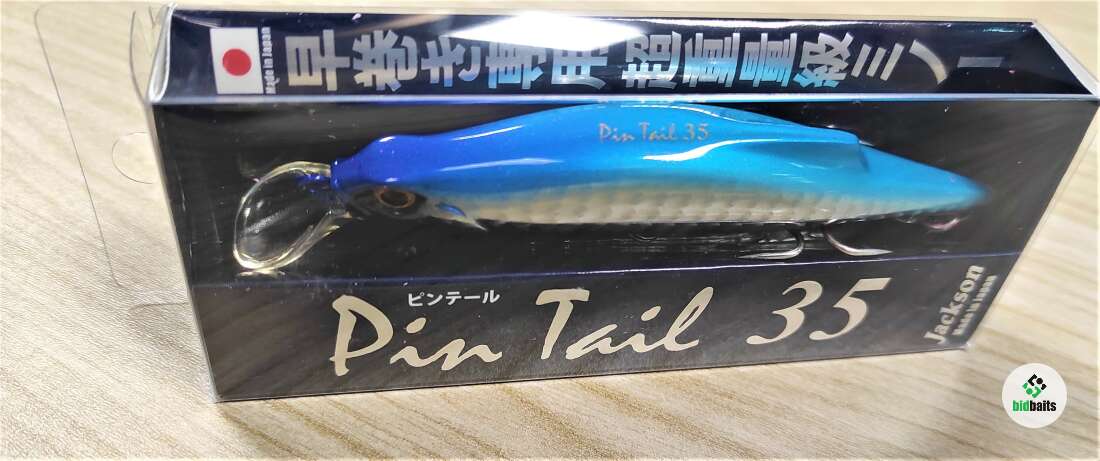 Made in Japan
早巻き専用 超重量級ミノー
Pin Tail 35
ピンテール
Pin Tail 35
Jackson
Made in Japan
bidbaits